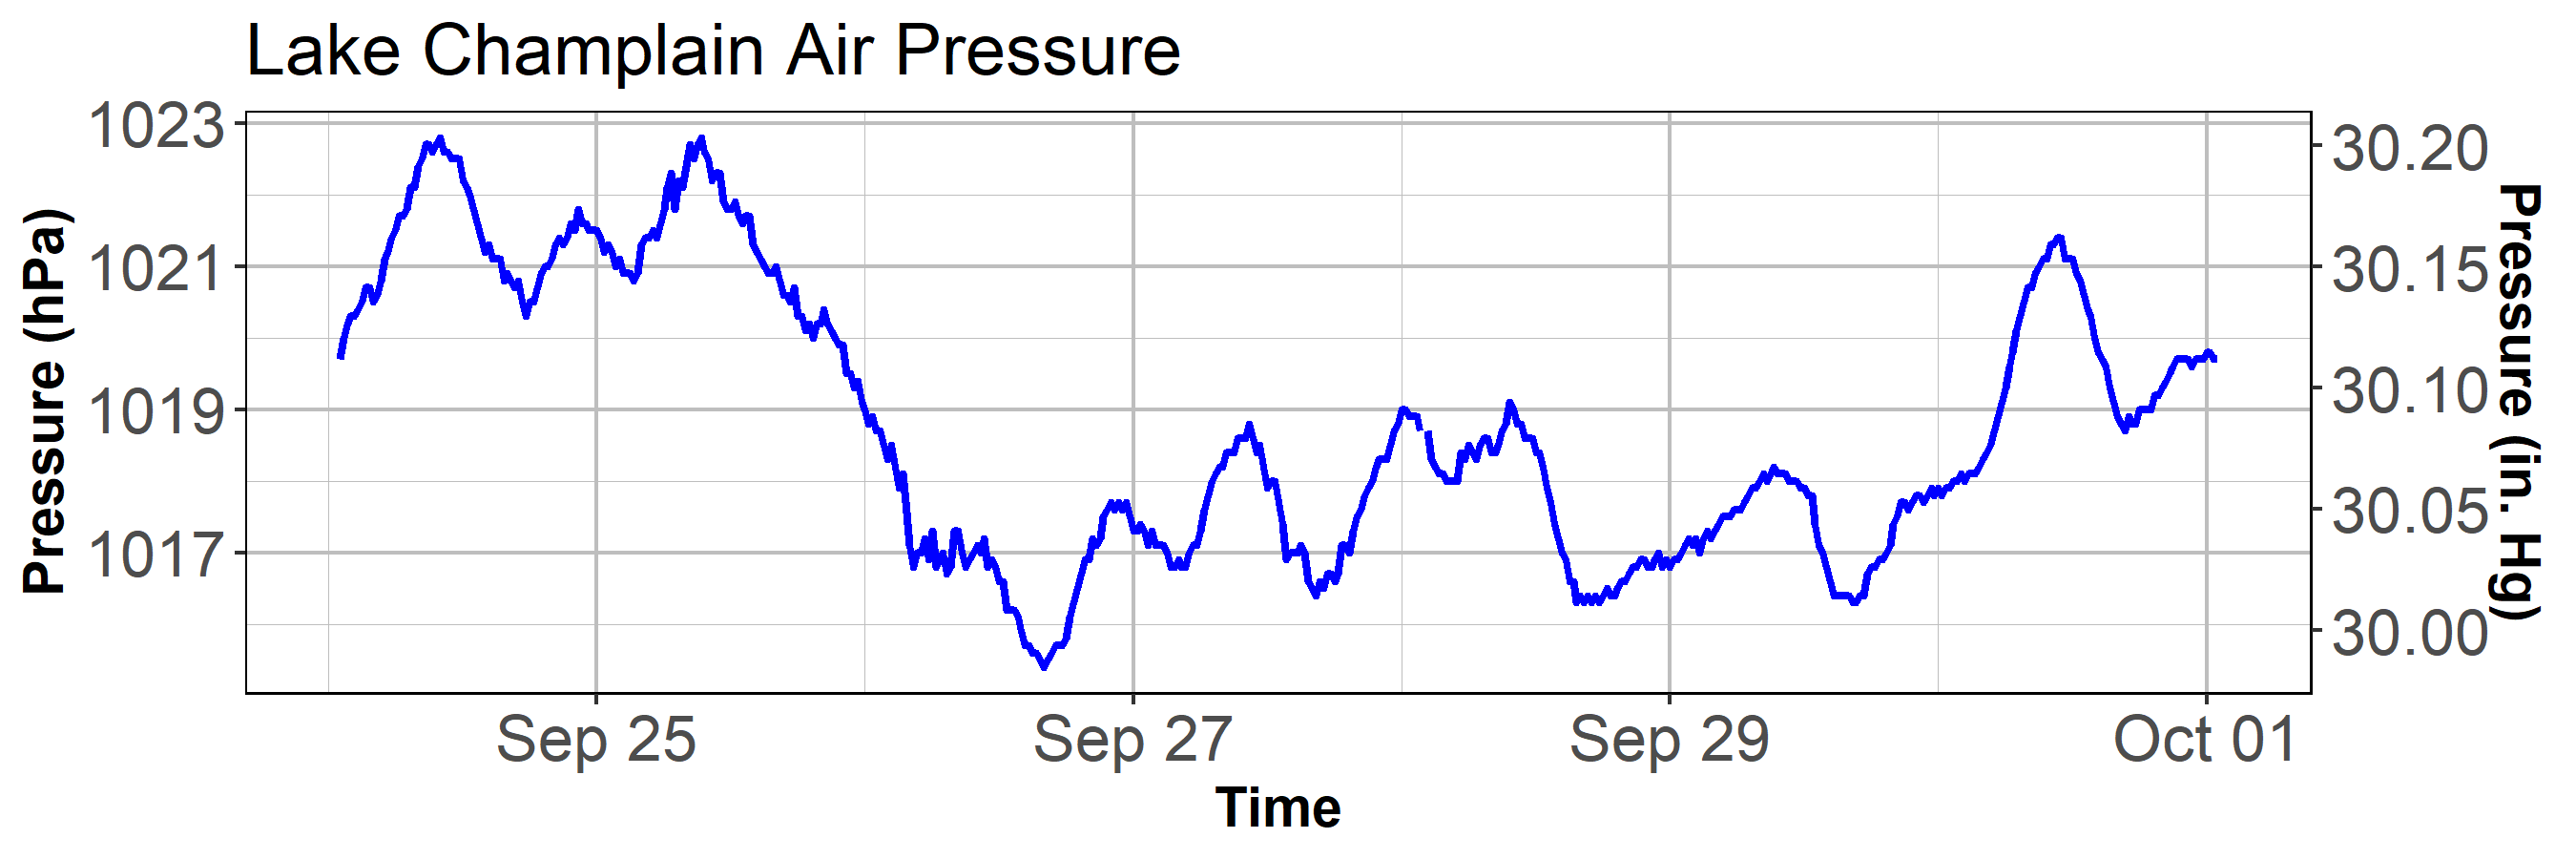 Lake Champlain Air Pressure
1023
1021
1019
1017
Pressure (hPa)
30.20
30.15
30.10
30.05
30.00
Pressure (in. Hg)
Sep 25
Sep 27
Sep 29
Oct 01
Time